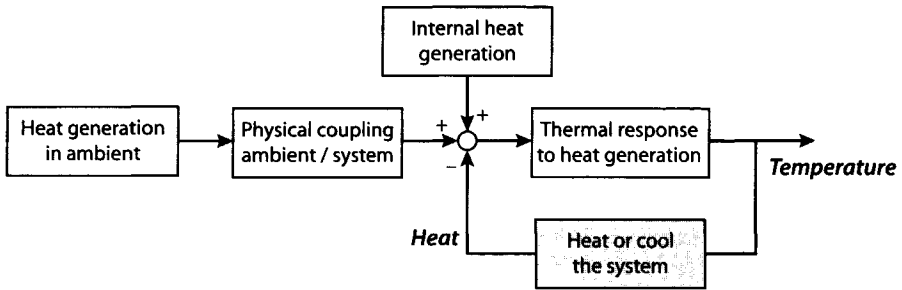 Internal heat
generation
Heat generation
in ambient
Physical coupling
ambient / system
+
+
−
Thermal response
to heat generation
Temperature
Heat
Heat or cool
the system